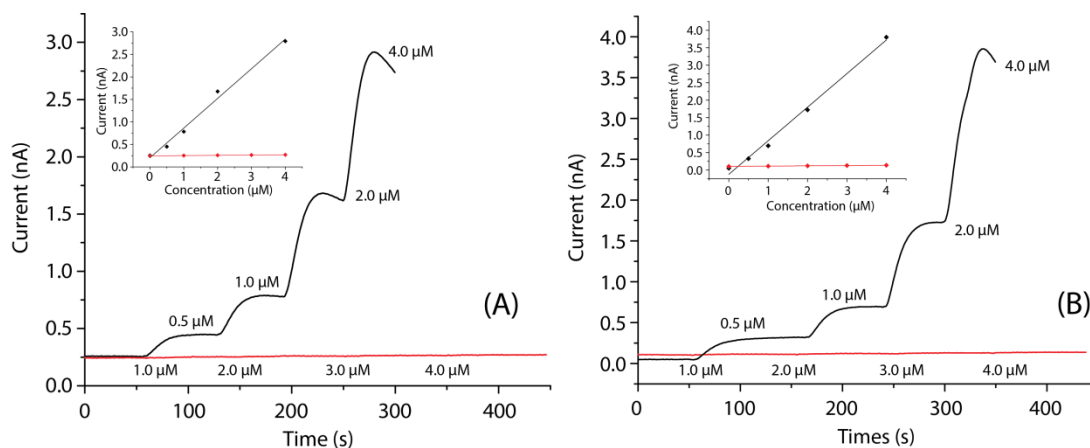 3.0
2.5
2.0
1.5
1.0
0.5
0.0
Current (nA)
0
100
200
300
400
Time (s)
3.0
2.5
2.0
1.5
1.0
0.5
0.0
Current (nA)
0
1
2
3
4
Concentration (µM)
4.0 µM
2.0 µM
1.0 µM
0.5 µM
(A)
1.0 µM
2.0 µM
3.0 µM
4.0 µM
4.0
3.5
3.0
2.5
2.0
1.5
1.0
0.5
0.0
Current (nA)
0
100
200
300
400
Times (s)
4.0
3.5
3.0
2.5
2.0
1.5
1.0
0.5
0.0
Current (nA)
0
1
2
3
4
Concentration (µM)
4.0 µM
2.0 µM
1.0 µM
0.5 µM
(B)
1.0 µM
2.0 µM
3.0 µM
4.0 µM